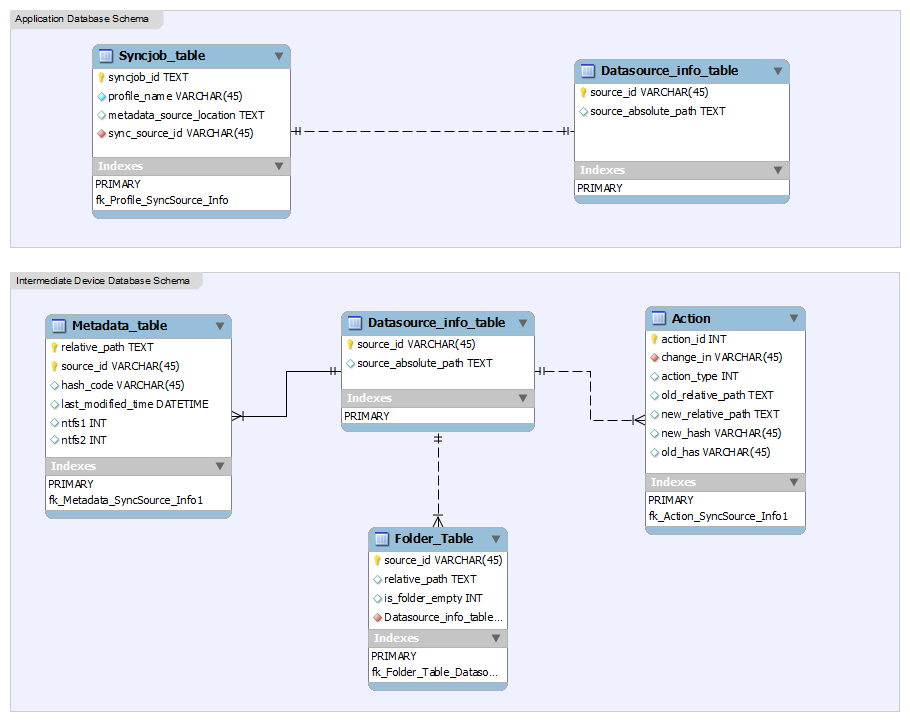 Application Database Schema
Syncjob_table
syncjob_id TEXT
profile_name VARCHAR(45)
metadata_source_location TEXT
sync_source_id VARCHAR(45)
Indexes
PRIMARY
fk_Profile_SyncSource_Info
Datasource_info_table
source_id VARCHAR(45)
source_absolute_path TEXT
Indexes
PRIMARY
Intermediate Device Database Schema
Metadata_table
relative_path TEXT
source_id VARCHAR(45)
hash_code VARCHAR(45)
last_modified_time DATETIME
ntfs1 INT
ntfs2 INT
Indexes
PRIMARY
fk_Metadata_SyncSource_Info1
Datasource_info_table
source_id VARCHAR(45)
source_absolute_path TEXT
Indexes
PRIMARY
Action
action_id INT
change_in VARCHAR(45)
action_type INT
old_relative_path TEXT
new_relative_path TEXT
new_hash VARCHAR(45)
old_has VARCHAR(45)
Indexes
PRIMARY
fk_Action_SyncSource_Info1
Folder_Table
source_id VARCHAR(45)
relative_path TEXT
is_folder_empty INT
Datasource_info_table...
Indexes
PRIMARY
fk_Folder_Table_Dataso...